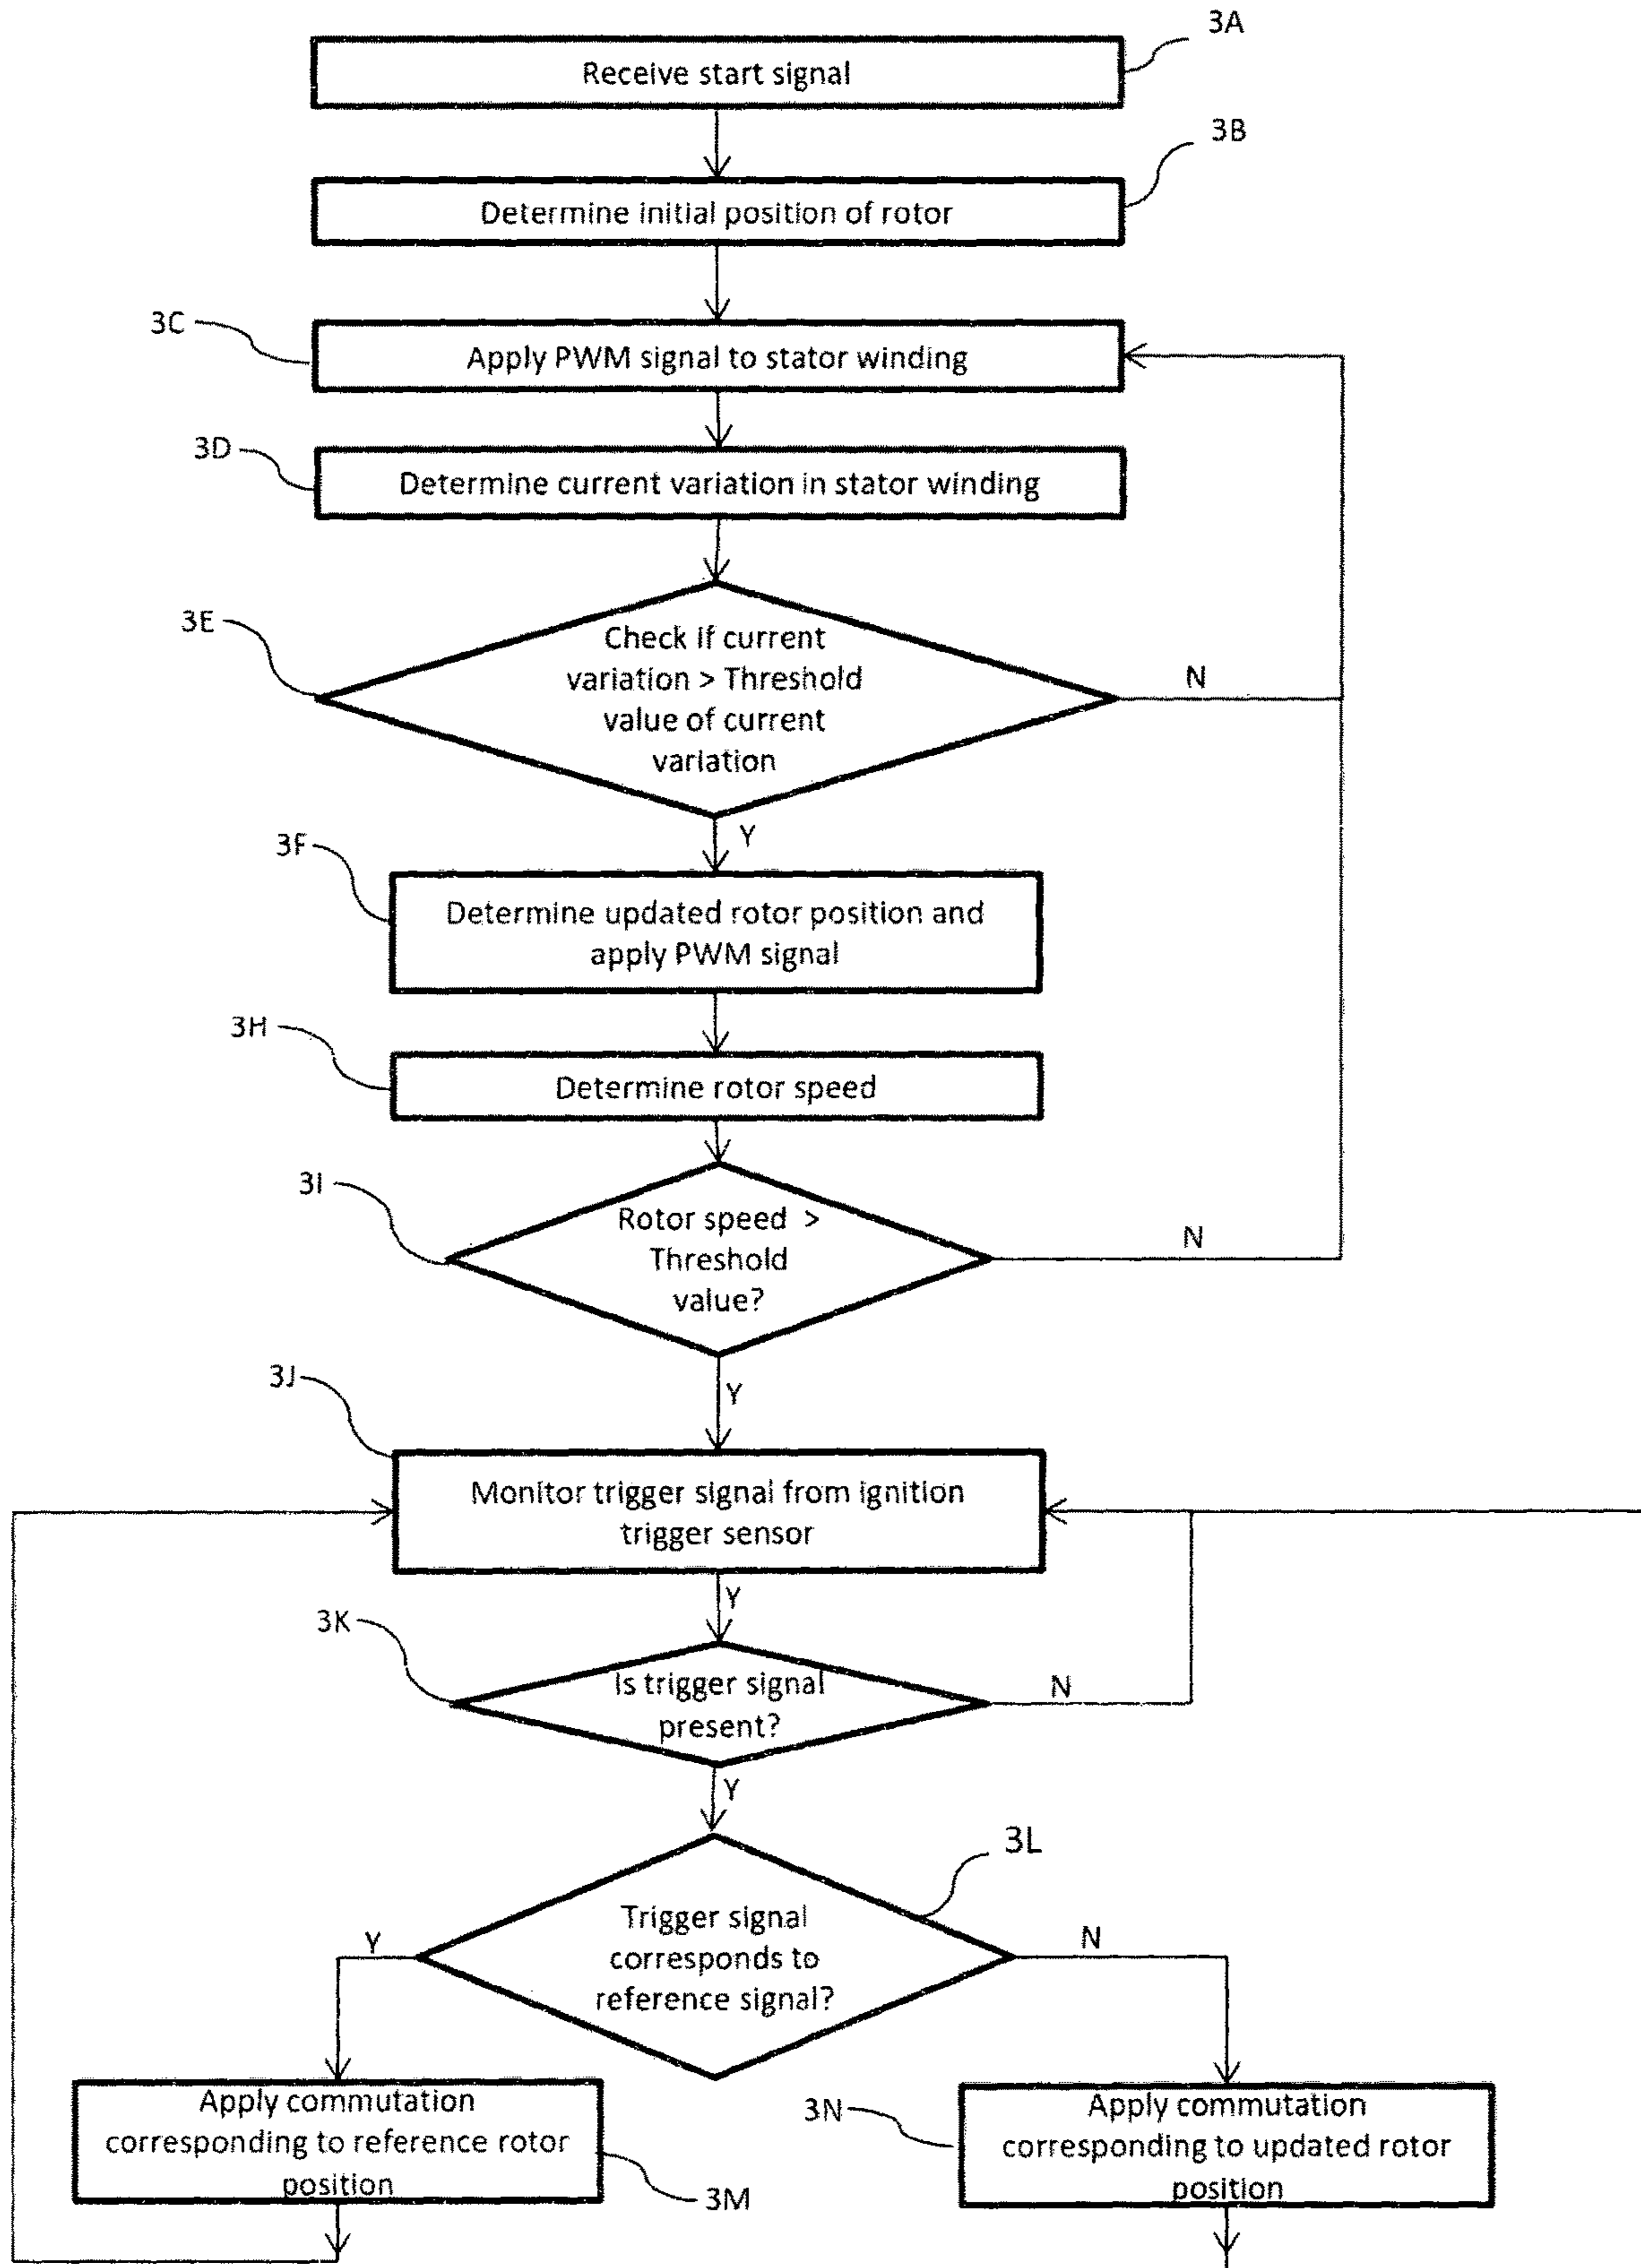 3A
Receive start signal
3B
Determine initial position of rotor
3C
Apply PWM signal to stator winding
3D
Determine current variation in stator winding
3E
Check if current
variation > Threshold
value of current
variation
N
Y
3F
Determine updated rotor position and
apply PWM signal
3H
Determine rotor speed
3I
Rotor speed >
Threshold
value?
N
Y
3J
Monitor trigger signal from ignition
trigger sensor
Y
3K
Is trigger signal
present?
N
Y
3L
Trigger signal
corresponds to
reference signal?
Y
N
Apply commutation
corresponding to reference rotor
position
3M
3N
Apply commutation
corresponding to updated rotor
position